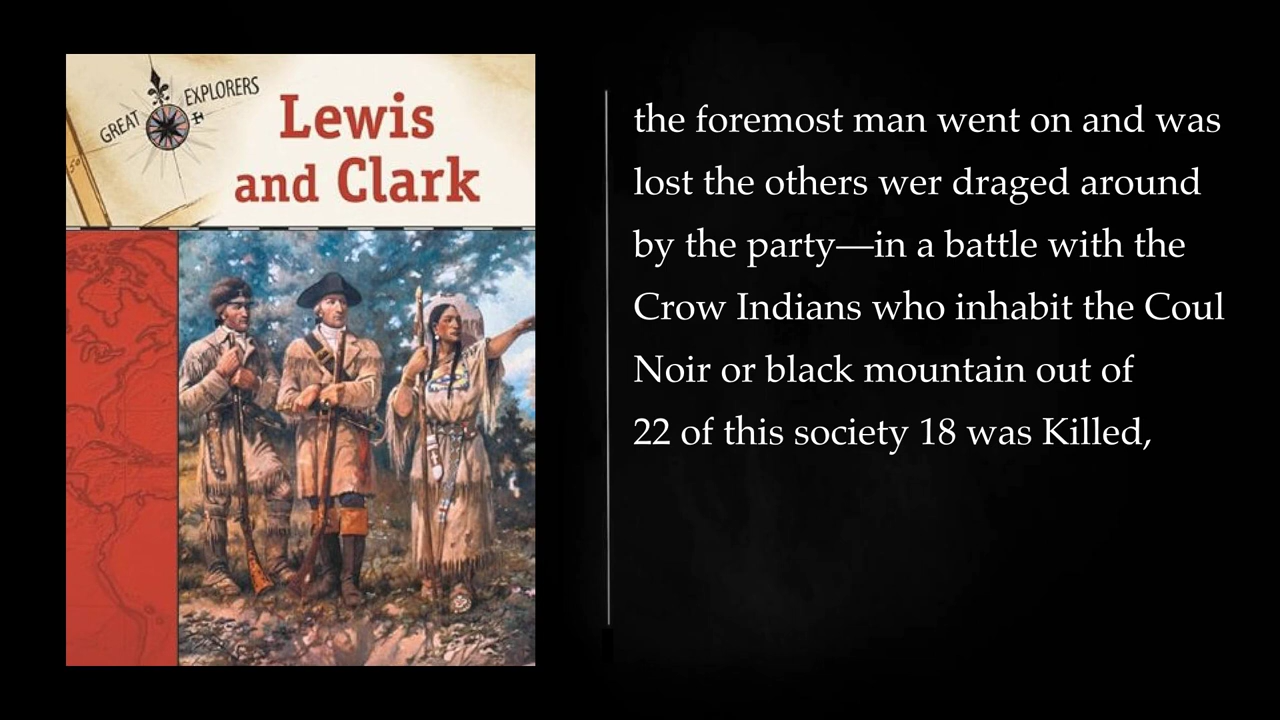 GREAT EXPLORERS
Lewis
and Clark
50
the foremost man went on and was
lost the others wer draged around
by the party—in a battle with the
Crow Indians who inhabit the Coul
Noir or black mountain out of
22 of this society 18 was Killed,